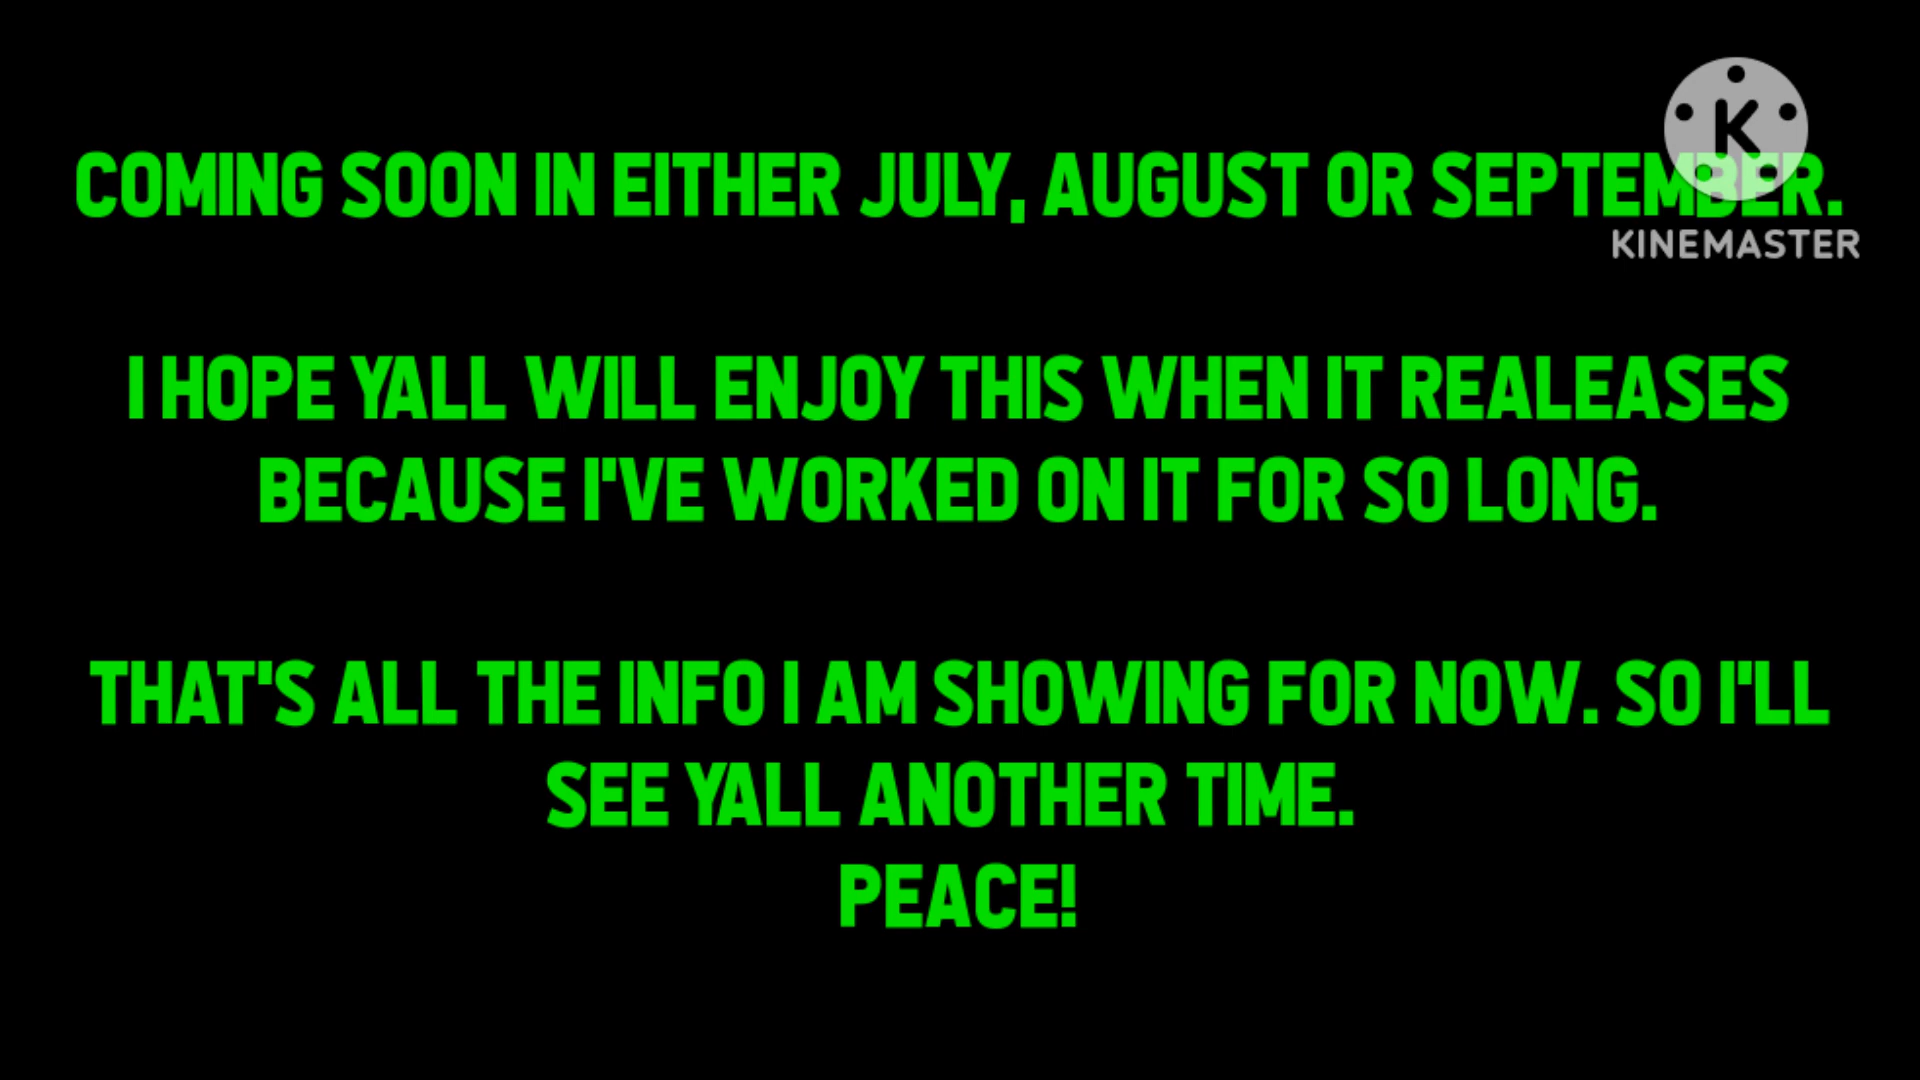 COMING SOON IN EITHER JULY, AUGUST OR SEPTEMBER.
K
KINEMASTER
I HOPE YALL WILL ENJOY THIS WHEN IT REALEASES
BECAUSE I'VE WORKED ON IT FOR SO LONG.
THAT'S ALL THE INFO I AM SHOWING FOR NOW. SO I'LL
SEE YALL ANOTHER TIME.
PEACE!